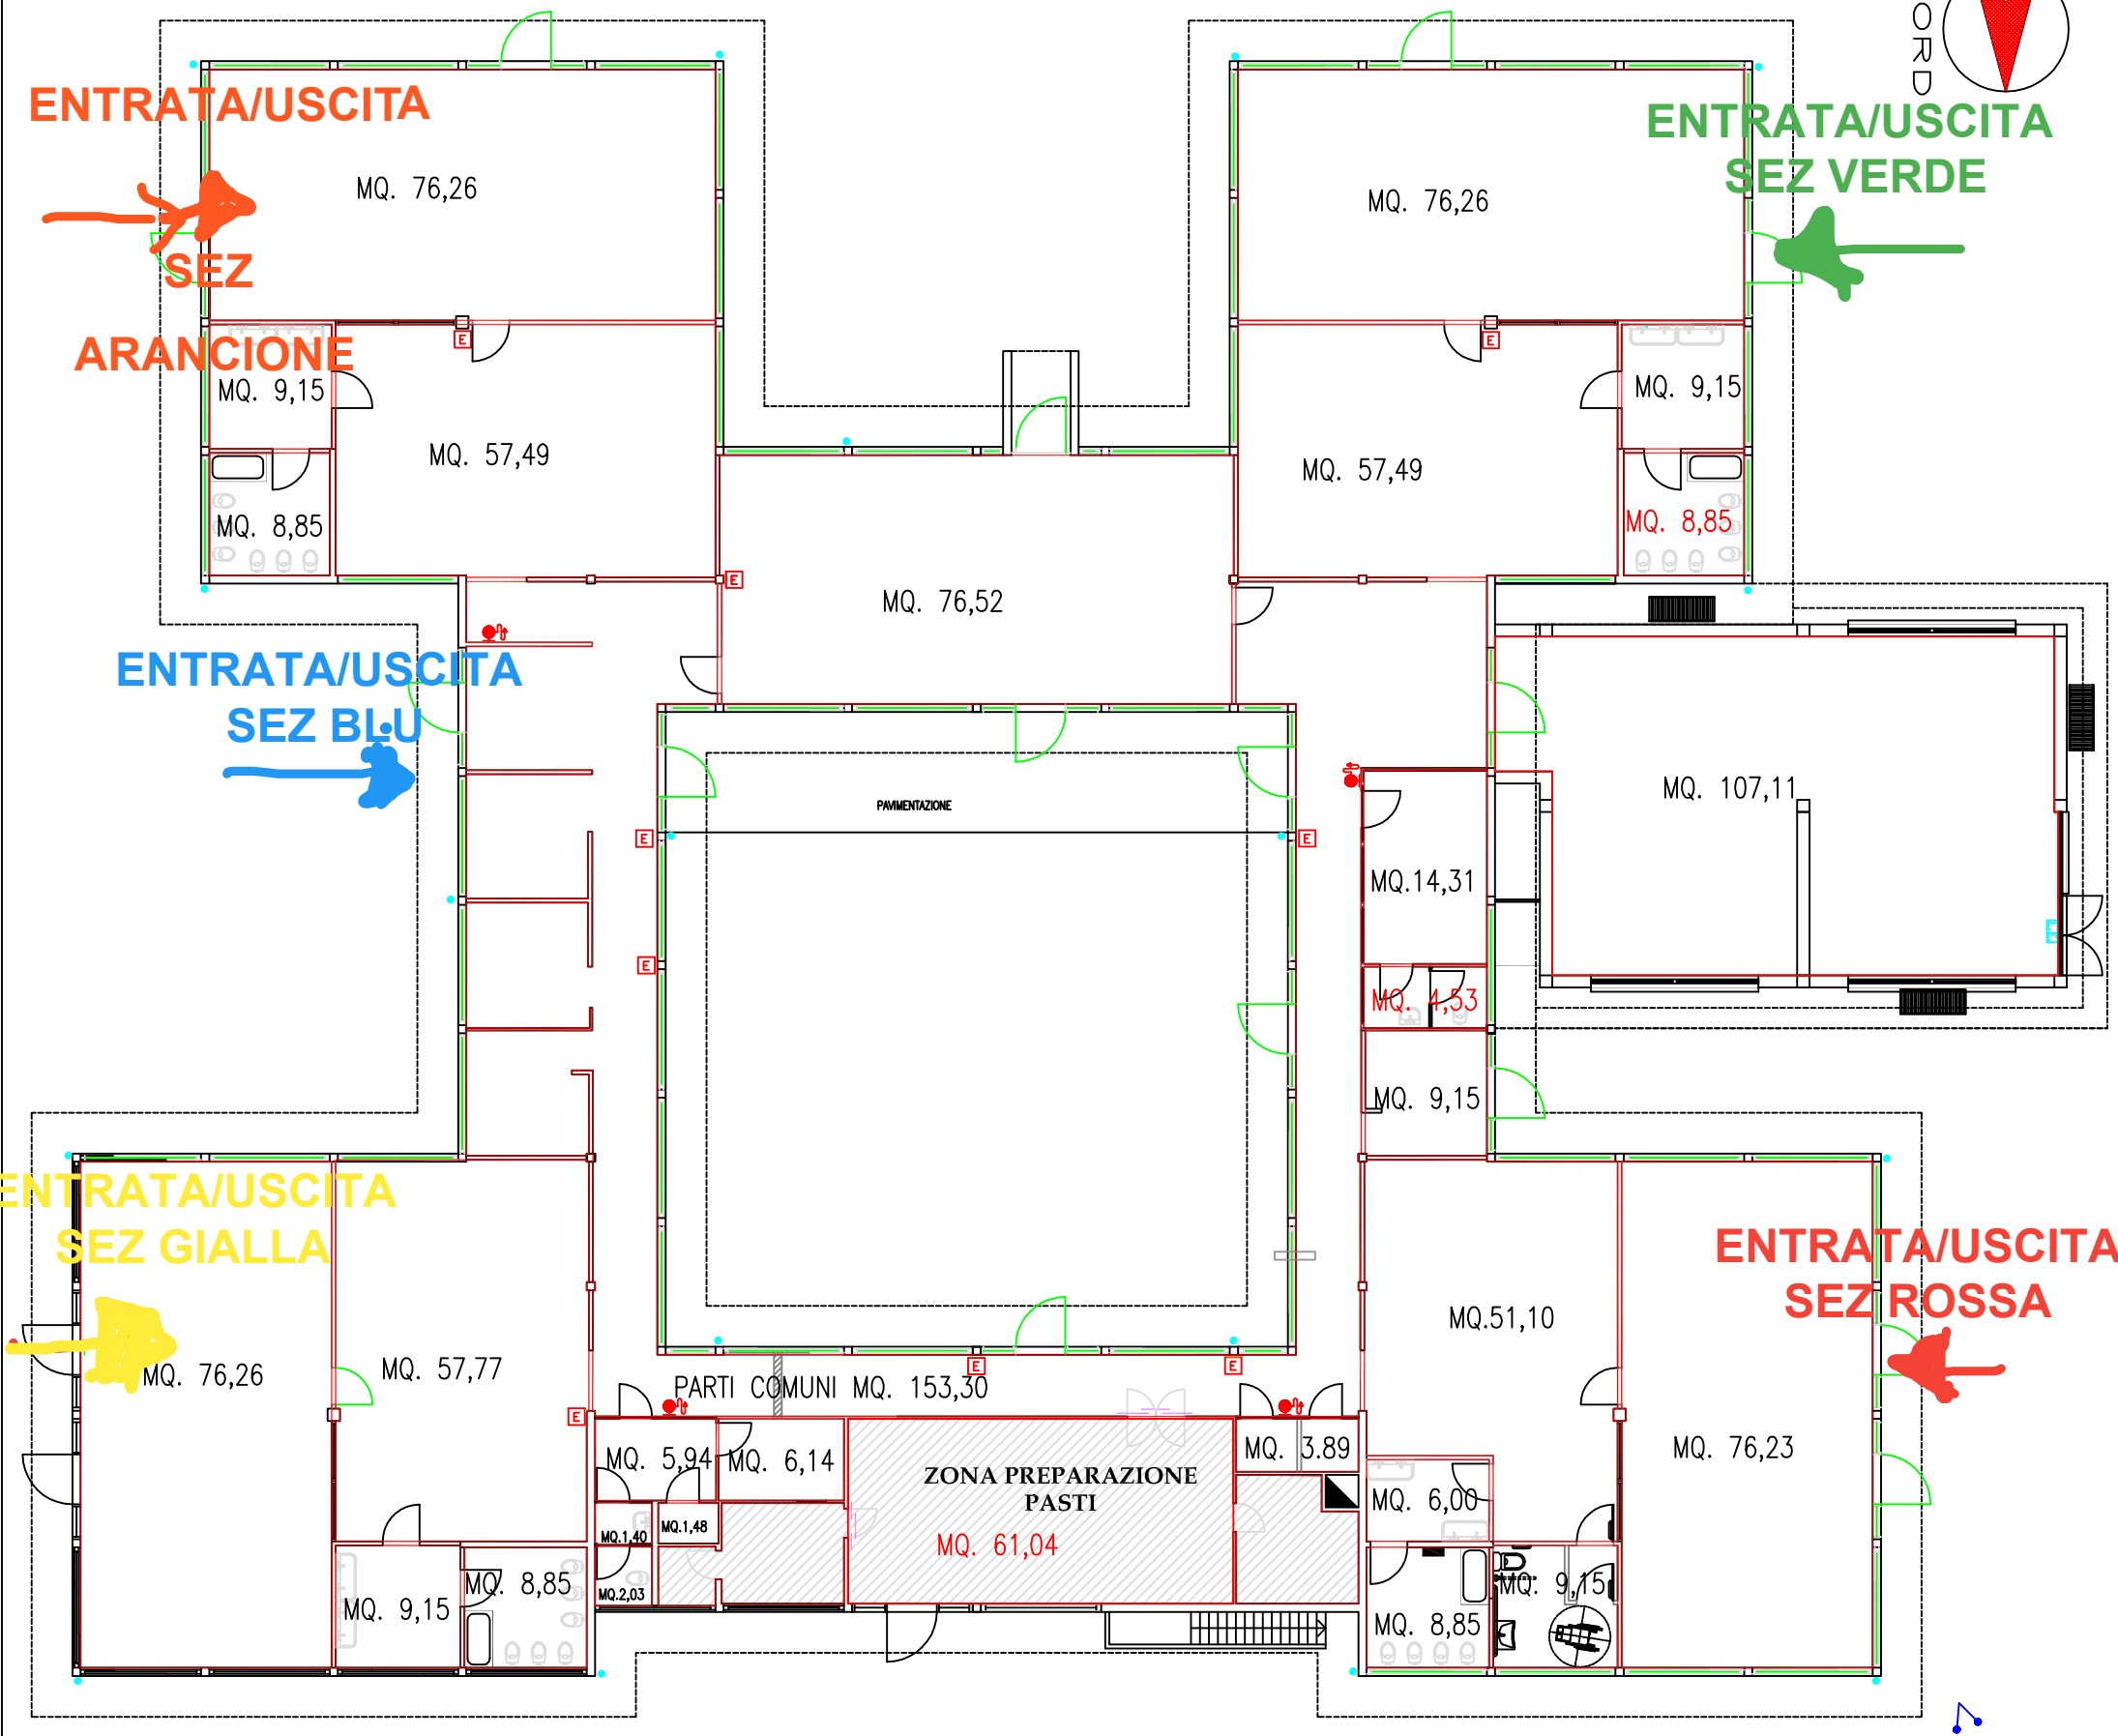 ORD
ENTRATA/USCITA
SEZ
ARANCIONE
MQ. 76,26
MQ. 76,26
ENTRATA/USCITA
SEZ VERDE
E
E
MQ. 9,15
MQ. 57,49
MQ. 8,85
MQ. 57,49
MQ. 9,15
MQ. 8,85
E
MQ. 76,52
ENTRATA/USCITA
SEZ BLU
PAVIMENTAZIONE
E
E
E
MQ. 107,11
MQ.14,31
MQ. 4,53
MQ. 9,15
E
ENTRATA/USCITA
SEZ GIALLA
MQ. 76,26
MQ. 57,77
E
ENTRATA/USCITA
SEZ ROSSA
MQ.51,10
MQ. 76,23
E
E
PARTI COMUNI MQ. 153,30
MQ. 5,94
MQ. 6,14
ZONA PREPARAZIONE
PASTI
MQ. 61,04
MQ. 3.89
MQ. 6,00
MQ.1,40
MQ.1,48
MQ.2,03
MQ. 9,15
MQ. 8,85
MQ. 8,85
MQ. 9,15